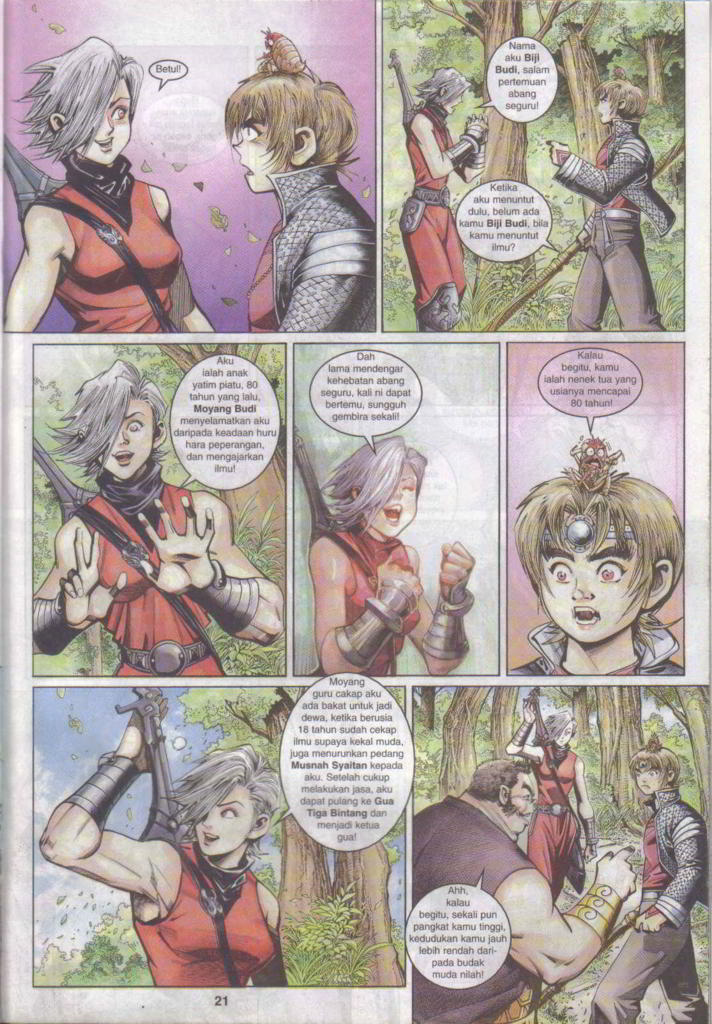 Betul!
Nama
aku Biji
Budi, salam
pertemuan
abang
seguru!
Ketika
aku menuntut
dulu, belum ada
kamu Biji Budi, bila
kamu menuntut
ilmu?
Aku
ialah anak
yatim piatu, 80
tahun yang lalu,
Moyang Budi
menyelamatkan aku
daripada keadaan huru
hara peperangan,
dan mengajarkan
ilmu!
Dah
lama mendengar
kehebatan abang
seguru, kali ni dapat
bertemu, sungguh
gembira sekali!
Kalau
begitu, kamu
ialah nenek tua yang
usianya mencapai
80 tahun!
Moyang
guru cakap aku
ada bakat untuk jadi
dewa, ketika berusia
18 tahun sudah cekap
ilmu supaya kekal muda,
juga menurunkan pedang
Musnah Syaitan kepada
aku. Setelah cukup
melakukan jasa, aku
dapat pulang ke Gua
Tiga Bintang dan
menjadi ketua
gua!
Ahh,
kalau
begitu, sekali pun
pangkat kamu tinggi,
kedudukan kamu jauh
lebih rendah dari-
pada budak
muda nilah!
21